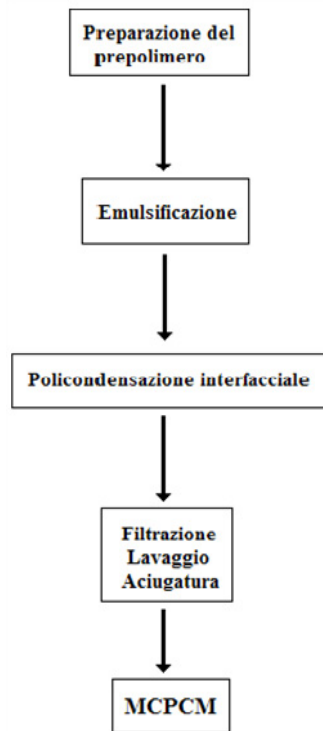 Preparazione del
prepolimero
Emulsificazione
Policondensazione interfacciale
Filtrazione
Lavaggio
Aciugatura
MCPCM